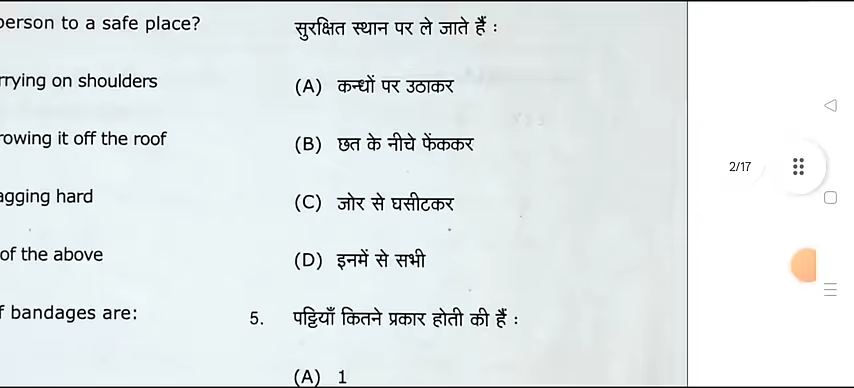 person to a safe place?
सुरक्षित स्थान पर ले जाते हैं :
rrying on shoulders
(A) कन्धों पर उठाकर
rowing it off the roof
(B) छत के नीचे फेंककर
agging hard
(C) जोर से घसीटकर
of the above
(D) इनमें से सभी
2/17
f bandages are:
5. पट्टियाँ कितने प्रकार होती की हैं :
(A) 1